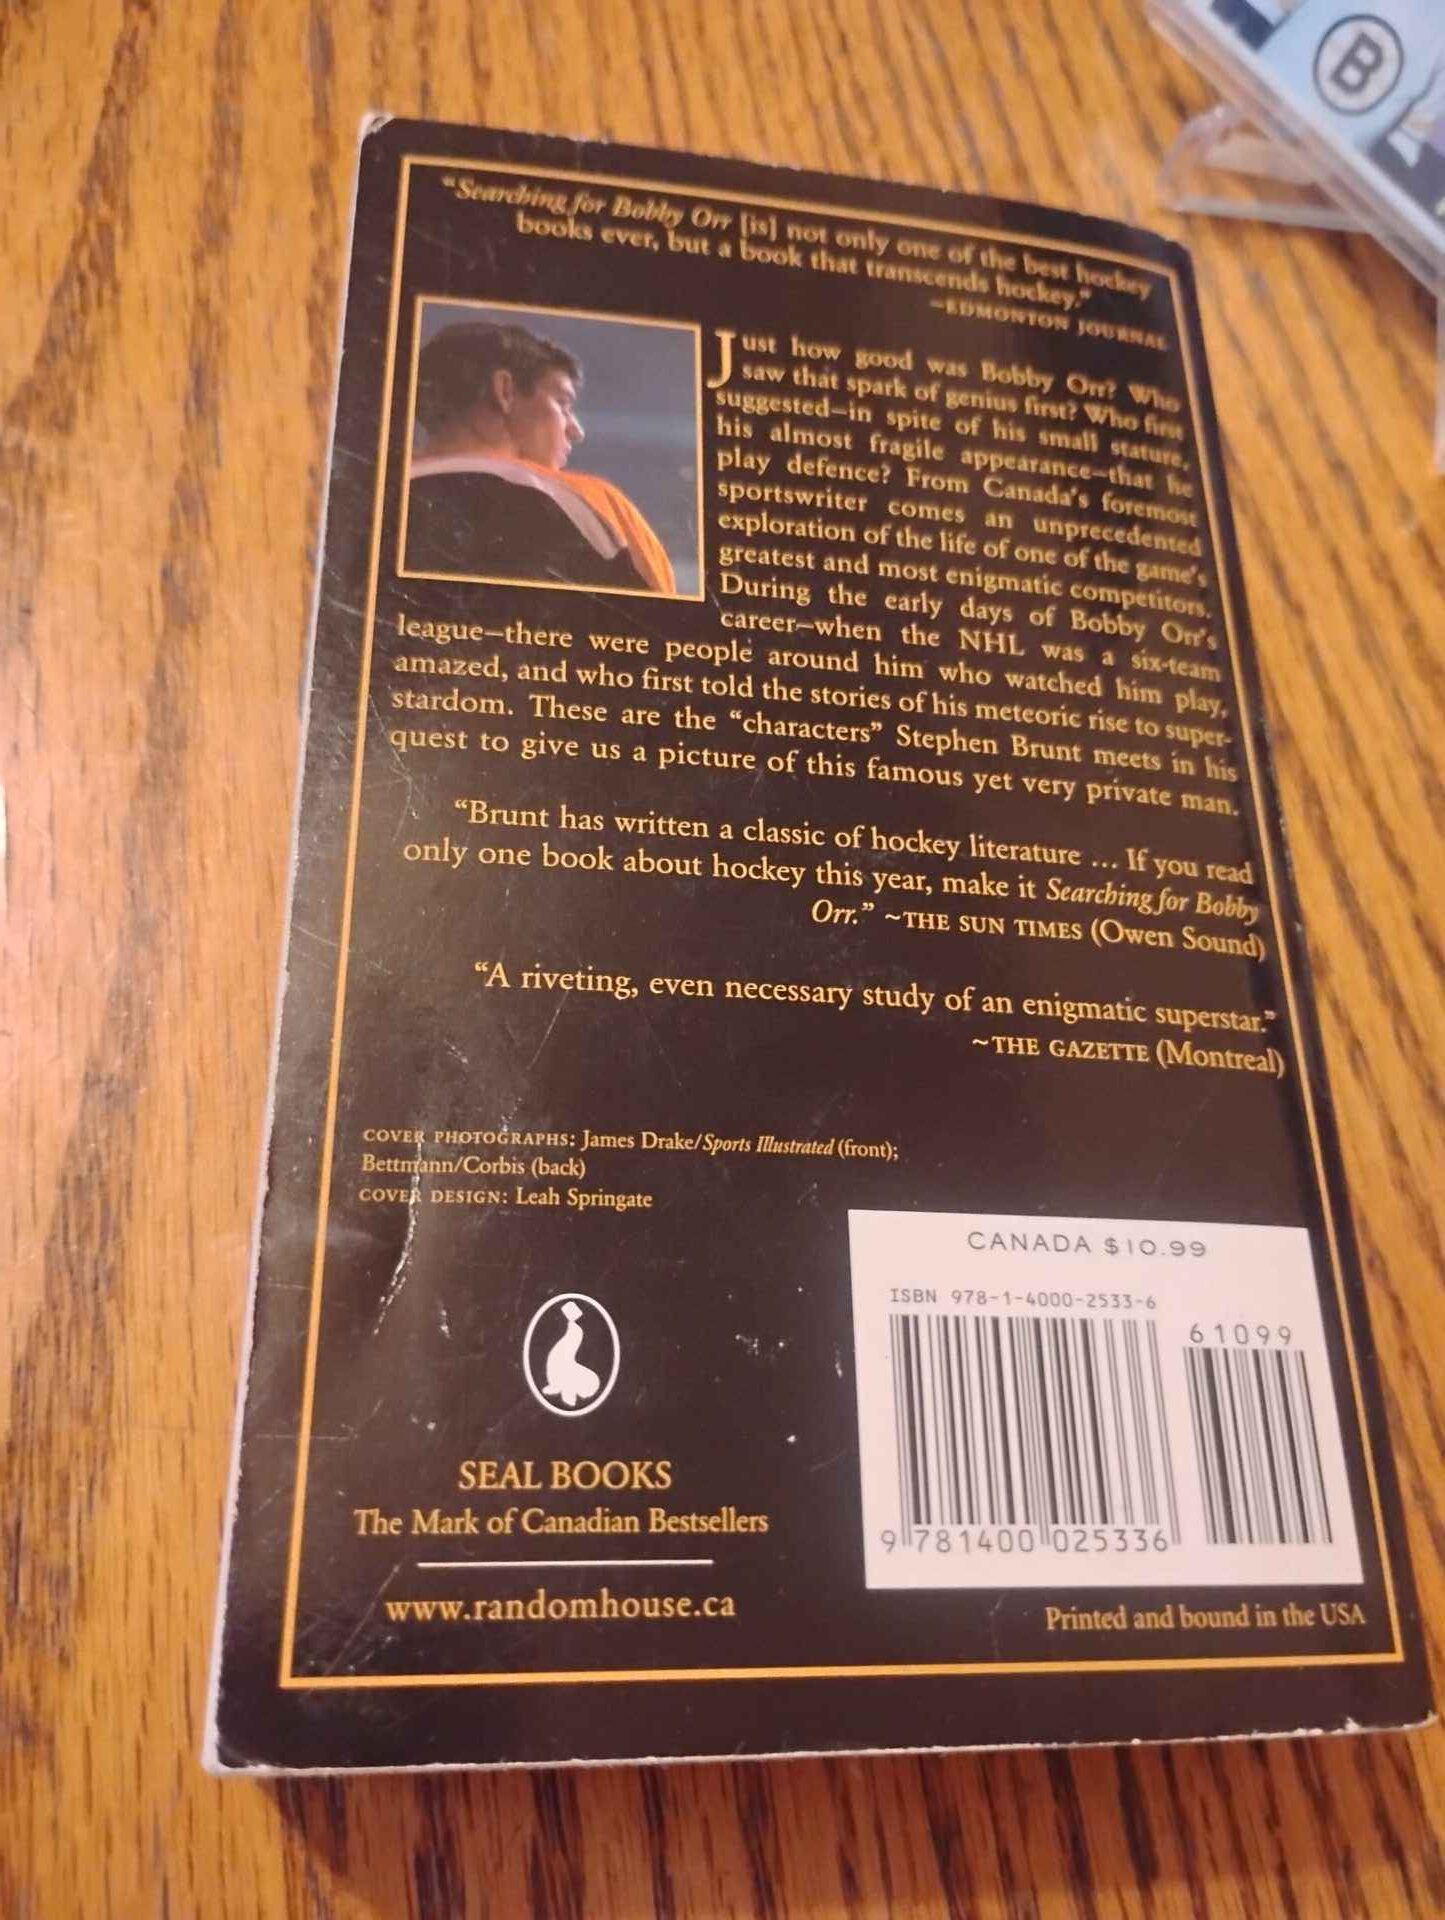 B
"Searching for Bobby Orr [is] not only one of the best hockey
books ever, but a book that transcends hockey."
~EDMONTON JOURNAL
Just how good was Bobby Orr? Who
saw that spark of genius first? Who first
suggested—in spite of his small stature,
his almost fragile appearance—that he
play defence? From Canada's foremost
sportswriter comes an unprecedented
exploration of the life of one of the game's
greatest and most enigmatic competitors.
During the early days of Bobby Orr's
career—when the NHL was a six-team
league—there were people around him who watched him play,
amazed, and who first told the stories of his meteoric rise to super-
stardom. These are the "characters" Stephen Brunt meets in his
quest to give us a picture of this famous yet very private man.
"Brunt has written a classic of hockey literature ... If you read
only one book about hockey this year, make it Searching for Bobby
Orr." ~THE SUN TIMES (Owen Sound)
"A riveting, even necessary study of an enigmatic superstar."
~THE GAZETTE (Montreal)
COVER PHOTOGRAPHS: James Drake/Sports Illustrated (front);
Bettmann/Corbis (back)
COVER DESIGN: Leah Springate
CANADA $10.99
ISBN 978-1-4000-2533-6
61099
9 781400 025336
SEAL BOOKS
The Mark of Canadian Bestsellers
www.randomhouse.ca
Printed and bound in the USA